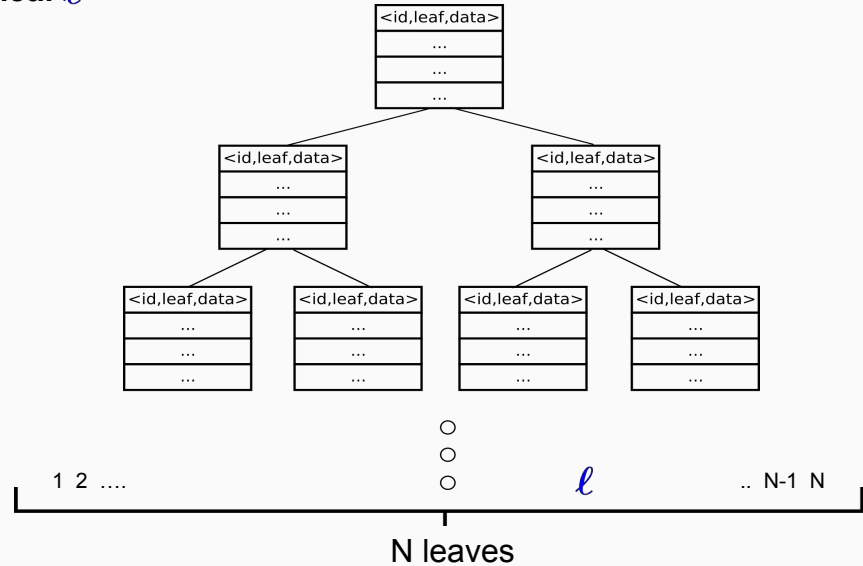 <id,leaf,data>
...
...
...
<id,leaf,data> <id,leaf,data>
... ...
... ...
... ...
<id,leaf,data> <id,leaf,data> <id,leaf,data> <id,leaf,data>
... ... ... ...
... ... ... ...
... ... ... ...
1 2 .... ℓ .. N-1 N
N leaves